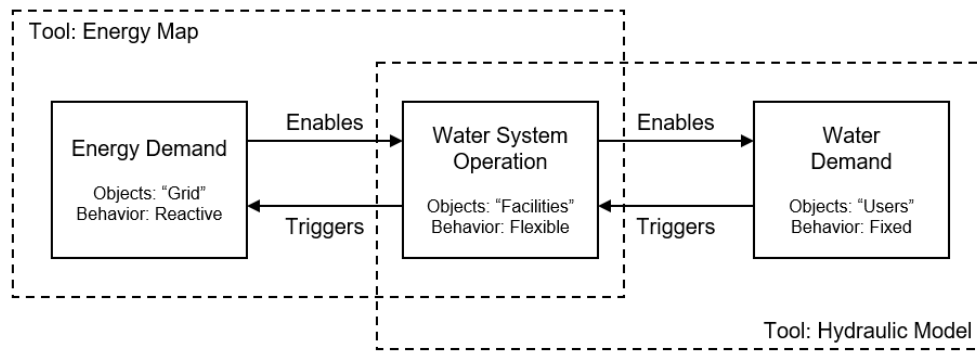 Tool: Energy Map
Energy Demand
Objects: “Grid”
Behavior: Reactive
Enables
Triggers
Water System
Operation
Objects: “Facilities”
Behavior: Flexible
Enables
Triggers
Water
Demand
Objects: “Users”
Behavior: Fixed
Tool: Hydraulic Model